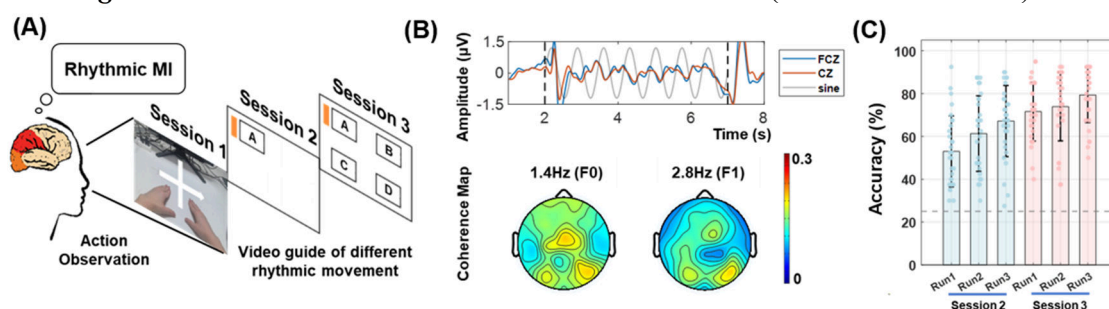 (A)
Rhythmic MI
Session 1
Session 2
Session 3
A
A
B
C
D
Action
Observation
Video guide of different
rhythmic movement
(B)
Amplitude (μV)
1.5
0
-1.5
2
4
6
8
Time (s)
FCZ
CZ
sine
Coherence Map
1.4Hz (F0)
2.8Hz (F1)
0.3
0
(C)
Accuracy (%)
100
80
60
40
20
0
Run1
Run2
Run3
Run1
Run2
Run3
Session 2
Session 3